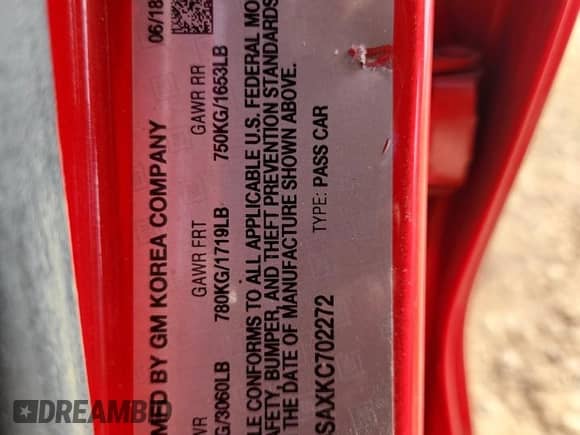 MED BY GM KOREA COMPANY 06/18
GAWR FRT GAWR RR
G/3060LB 780KG/1719LB 750KG/1653LB
LE CONFORMS TO ALL APPLICABLE U.S. FEDERAL MO
AFETY, BUMPER, AND THEFT PREVENTION STANDARDS
THE DATE OF MANUFACTURE SHOWN ABOVE.
SAXKC702272 TYPE: PASS CAR
DREAMBID